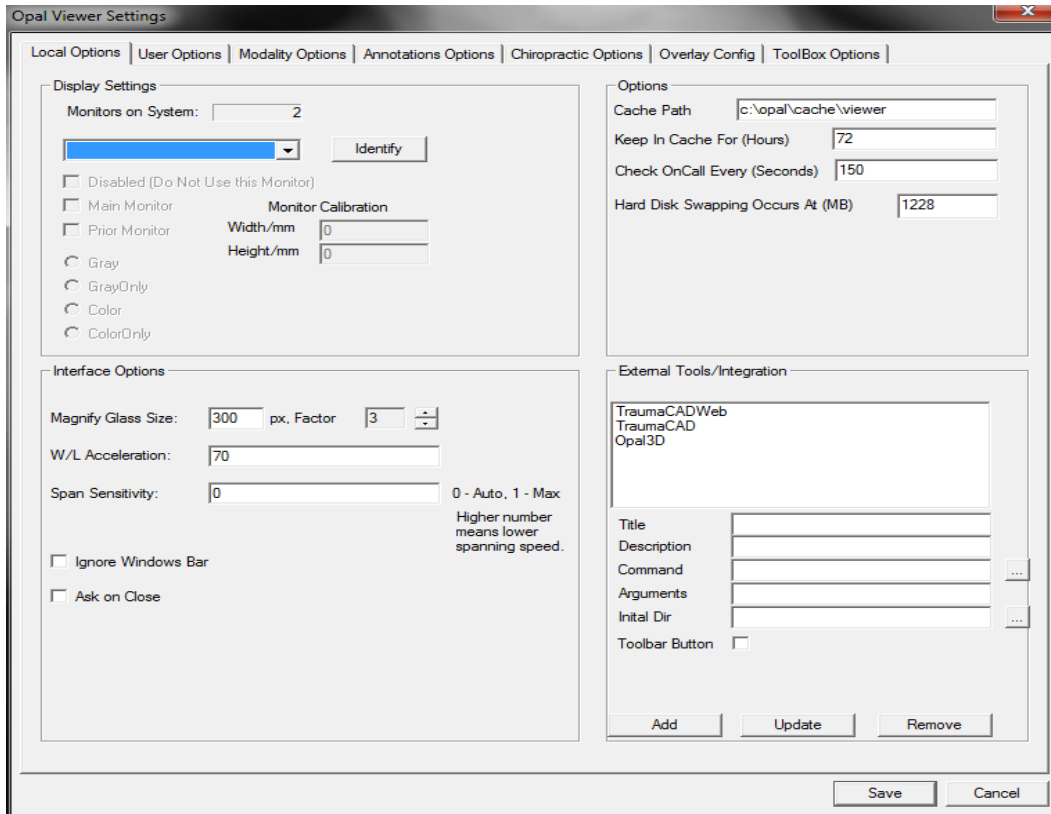 Opal Viewer Settings
X
Local Options User Options Modality Options Annotations Options Chiropractic Options Overlay Config ToolBox Options
Display Settings
Monitors on System: 2
Identify
Disabled (Do Not Use this Monitor)
Main Monitor
Prior Monitor
Monitor Calibration
Width/mm 0
Height/mm 0
Gray
GrayOnly
Color
ColorOnly
Options
Cache Path c:\opal\cache\viewer
Keep In Cache For (Hours) 72
Check OnCall Every (Seconds) 150
Hard Disk Swapping Occurs At (MB) 1228
Interface Options
Magnify Glass Size: 300 px, Factor 3
W/L Acceleration: 70
Span Sensitivity: 0 0 - Auto, 1 - Max
Higher number
means lower
spanning speed.
Ignore Windows Bar
Ask on Close
External Tools/Integration
TraumaCADWeb
TraumaCAD
Opal3D
Title
Description
Command ...
Arguments
Inital Dir ...
Toolbar Button
Add Update Remove
Save Cancel